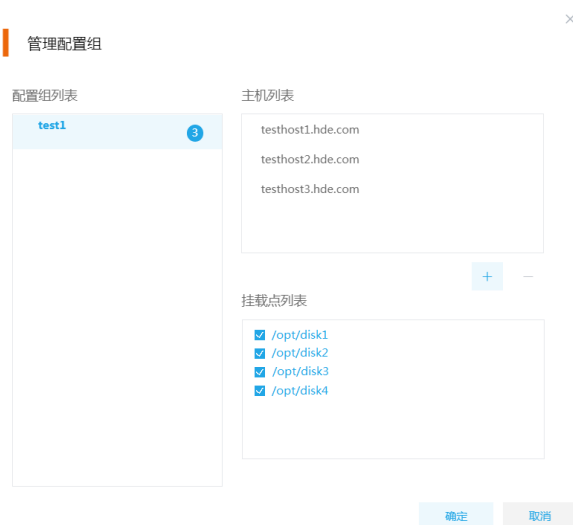 管理配置组
配置组列表
test1
3
主机列表
testhost1.hde.com
testhost2.hde.com
testhost3.hde.com
挂载点列表
/opt/disk1
/opt/disk2
/opt/disk3
/opt/disk4
确定
取消